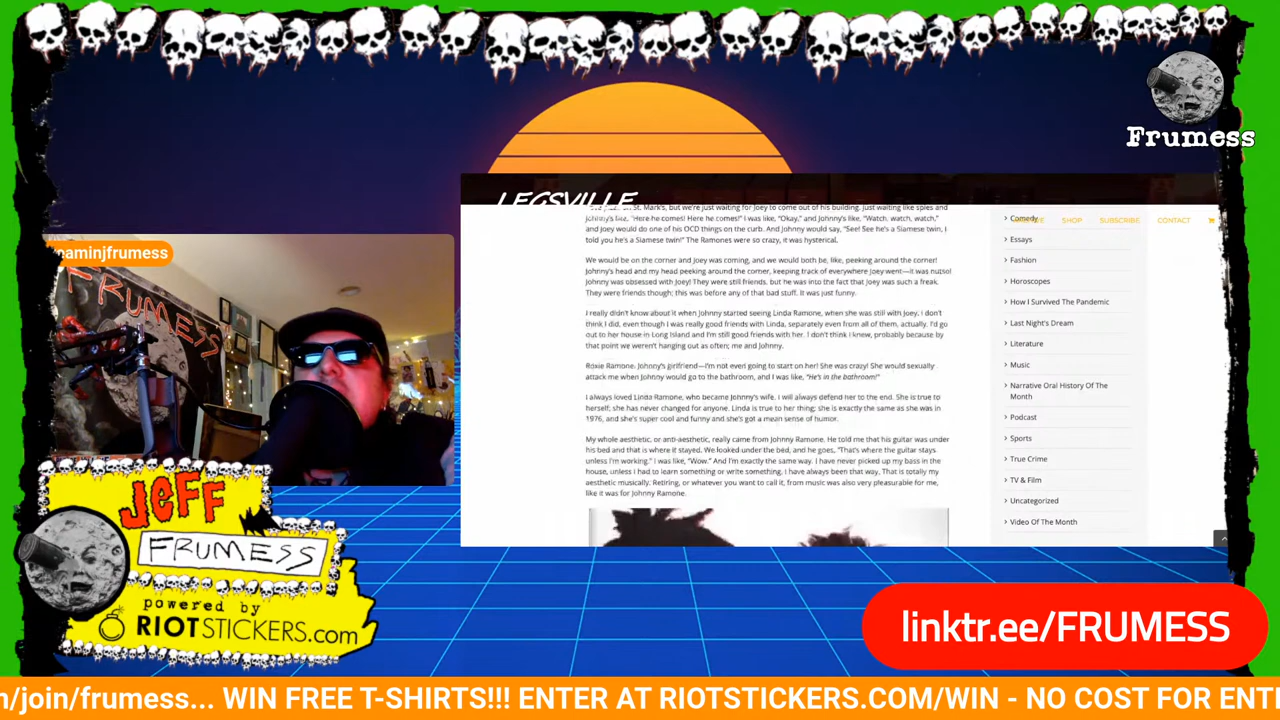 Frumess
LEGSVILLE
SHOP
SUBSCRIBE
CONTACT
St. Mark's, but we're just waiting for Joey to come out of his building. Just waiting like spies and
Johnny's like, "Here he comes! Here he comes!" I was like, "Okay," and Johnny's like, "Watch, watch, watch,"
and Joey would do one of his OCD things on the curb. And Johnny would say, "See! See he's a Siamese twin, I
told you he's a Siamese twin!" The Ramones were so crazy, it was hysterical.
We would be on the corner and Joey was coming, and we would both be, like, peeking around the corner!
Johnny's head and my head peeking around the corner, keeping track of everywhere Joey went—it was nutso!
Johnny was obsessed with Joey! They were still friends, but he was into the fact that Joey was such a freak.
They were friends though; this was before any of that bad stuff. It was just funny.
I really didn't know about it when Johnny started seeing Linda Ramone, when she was still with Joey. I don't
think I did, even though I was really good friends with Linda, separately even from all of them, actually. I'd go
out to her house in Long Island and I'm still good friends with her. I don't think I knew, probably because by
that point we weren't hanging out as often; me and Johnny.
Roxie Ramone, Johnny's girlfriend—I'm not even going to start on her! She was crazy! She would sexually
attack me when Johnny would go to the bathroom, and I was like, "He's in the bathroom!"
I always loved Linda Ramone, who became Johnny's wife. I will always defend her to the end. She is true to
herself; she has never changed for anyone. Linda is true to her thing; she is exactly the same as she was in
1976, and she's super cool and funny and she's got a mean sense of humor.
My whole aesthetic, or anti-aesthetic, really came from Johnny Ramone. He told me that his guitar was under
his bed and that is where it stayed. We looked under the bed, and he goes, "That's where the guitar stays
unless I'm working." I was like, "Wow." And I'm exactly the same way. I have never picked up my bass in the
house, unless I had to learn something or write something. I have always been that way. That is totally my
aesthetic musically. Retiring, or whatever you want to call it, from music was also very pleasurable for me,
like it was for Johnny Ramone.
Comedy
Essays
Fashion
Horoscopes
How I Survived The Pandemic
Last Night's Dream
Literature
Music
Narrative Oral History Of The
Month
Podcast
Sports
True Crime
TV & Film
Uncategorized
Video Of The Month
eaminjfrumess
FRUMESS
JEFF
FRUMESS
powered by
RIOTSTICKERS.com
linktr.ee/FRUMESS
/join/frumess... WIN FREE T-SHIRTS!!! ENTER AT RIOTSTICKERS.COM/WIN - NO COST FOR ENT